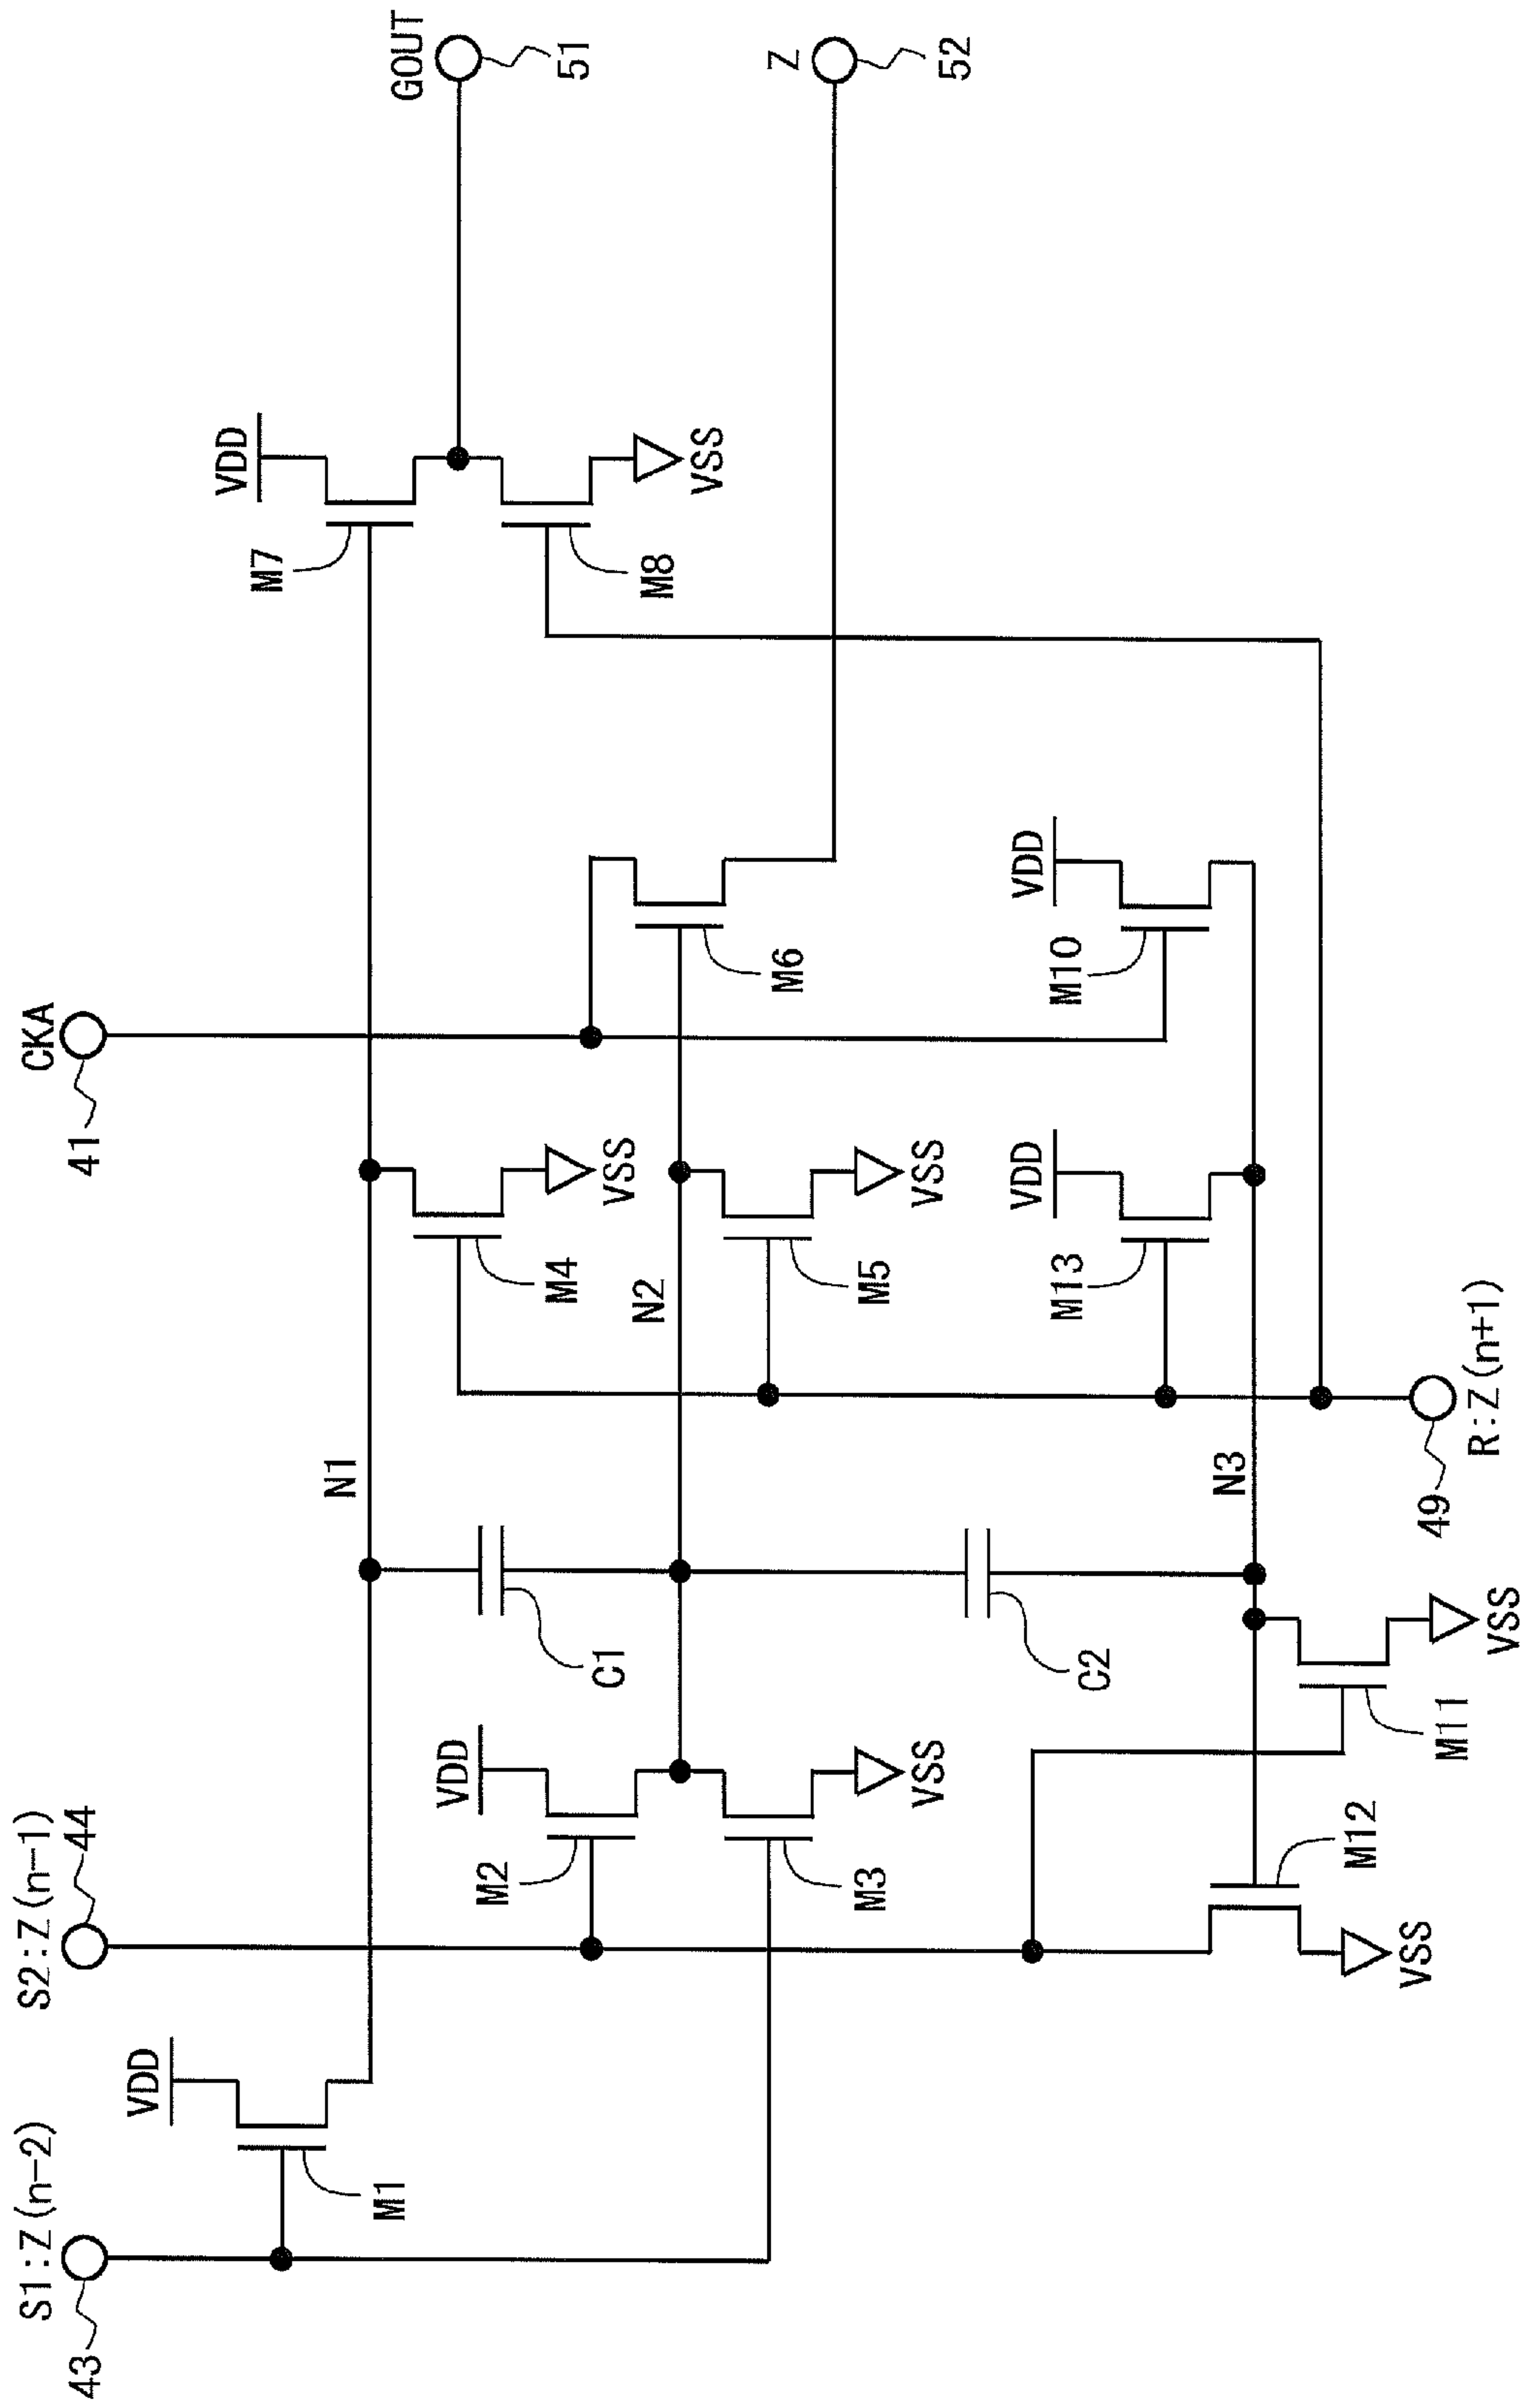 S1:Z(n-2)
43
S2:Z(n-1)
44
CKA
41
VDD
M1
N1
VDD
M7
GOUT
51
VDD
M2
C1
M4
VSS
M8
VSS
N2
M6
Z
52
M3
VSS
M5
VSS
C2
VDD
M13
VDD
M10
N3
M12
VSS
M11
VSS
49
R:Z(n+1)